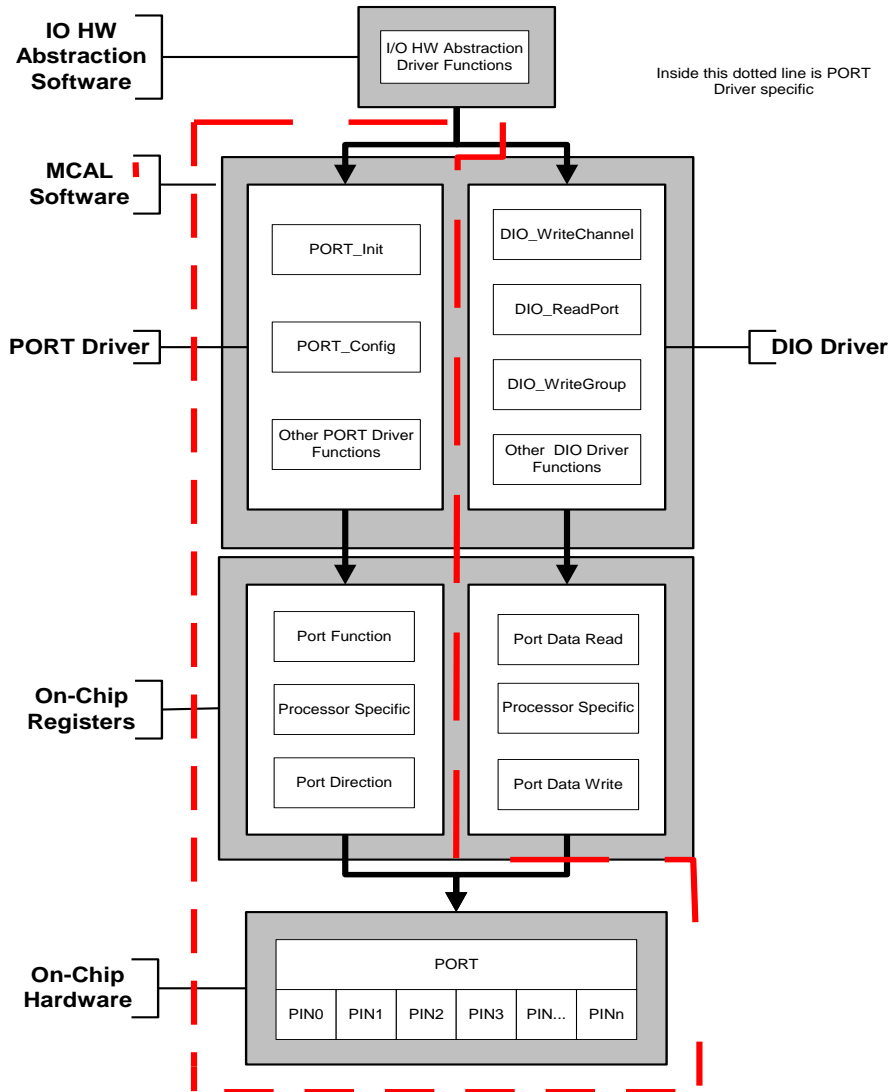 IO HW
Abstraction
Software
I/O HW Abstraction
Driver Functions
Inside this dotted line is PORT
Driver specific
MCAL
Software
PORT_Init
PORT_Config
Other PORT Driver
Functions
DIO_WriteChannel
DIO_ReadPort
DIO_WriteGroup
Other DIO Driver
Functions
PORT Driver
DIO Driver
On-Chip
Registers
Port Function
Processor Specific
Port Direction
Port Data Read
Processor Specific
Port Data Write
On-Chip
Hardware
PORT
PIN0 PIN1 PIN2 PIN3 PIN... PINn